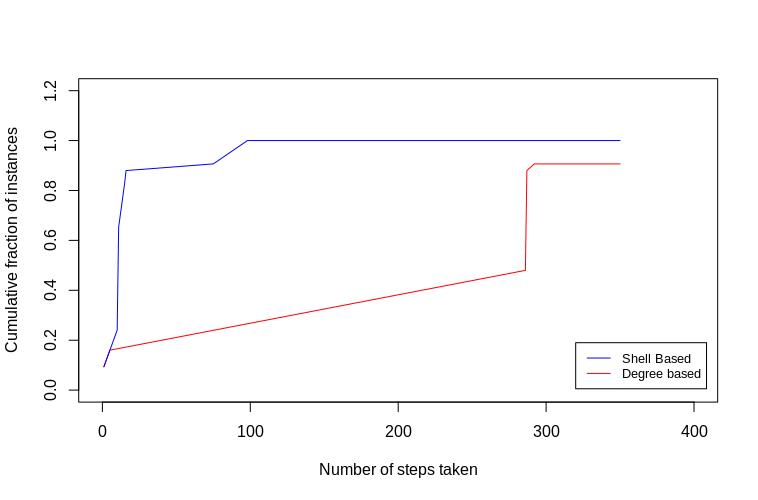 Cumulative fraction of instances
1.2
1.0
0.8
0.6
0.4
0.2
0.0
Shell Based
Degree based
0 100 200 300 400
Number of steps taken